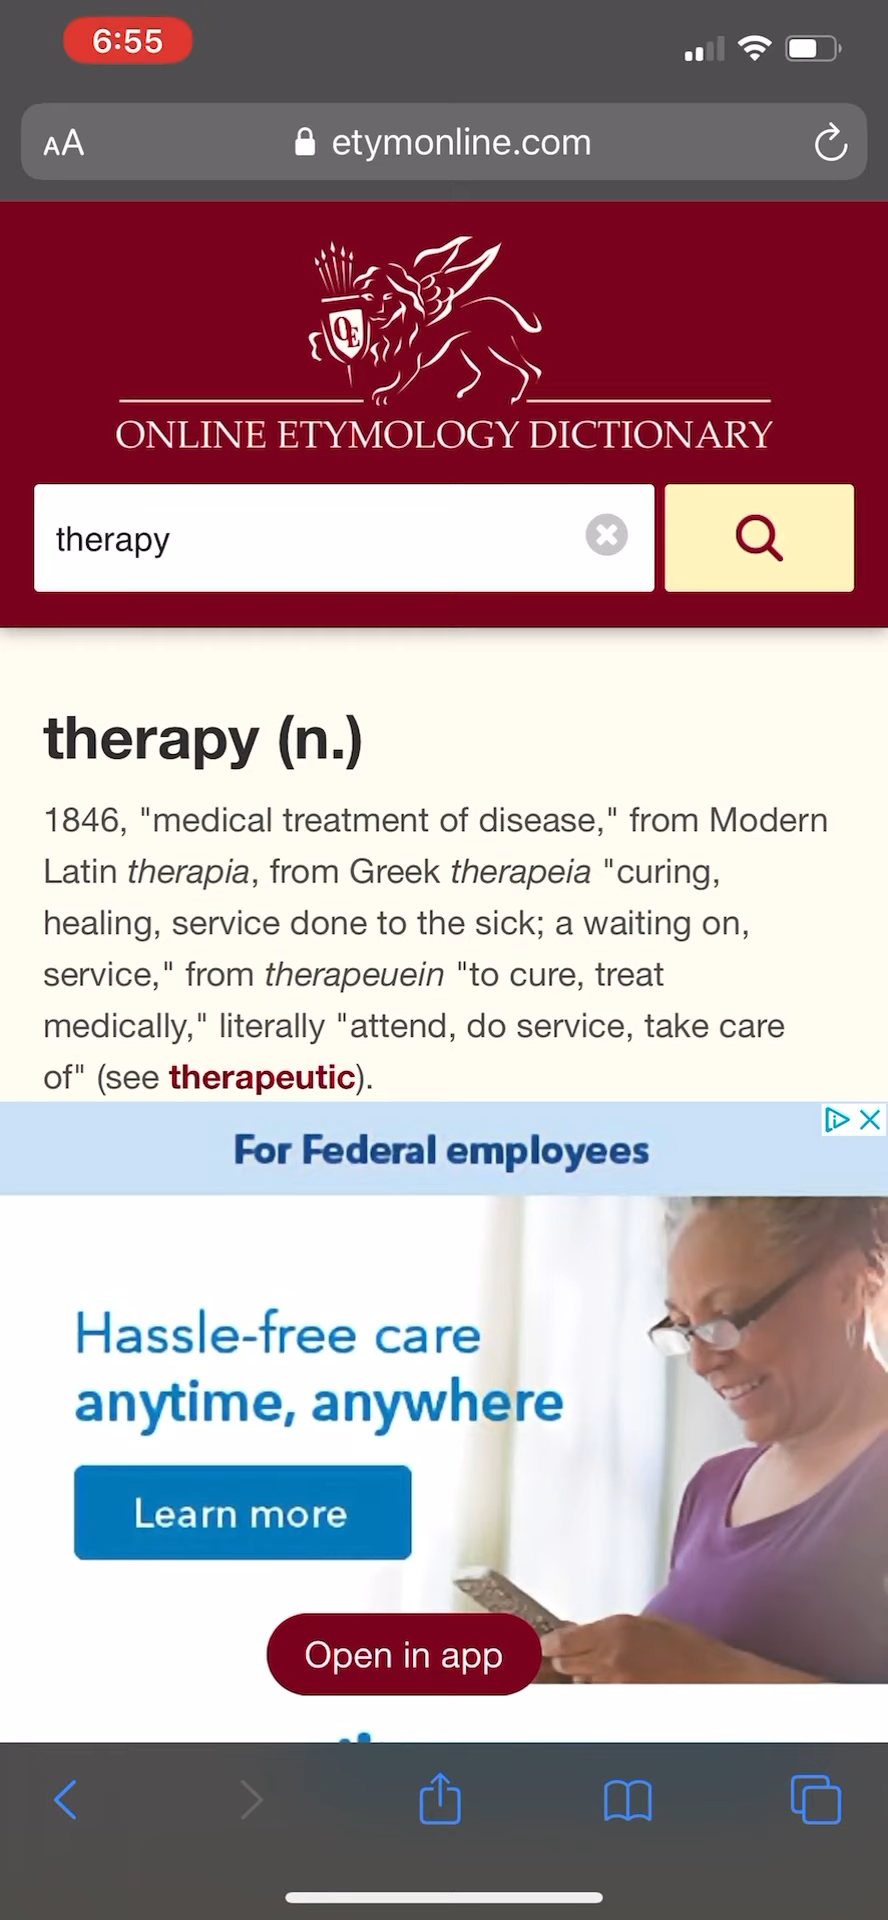 6:55
AA
etymonline.com
OE
ONLINE ETYMOLOGY DICTIONARY
therapy
therapy (n.)
1846, "medical treatment of disease," from Modern
Latin therapia, from Greek therapeia "curing,
healing, service done to the sick; a waiting on,
service," from therapeuein "to cure, treat
medically," literally "attend, do service, take care
of" (see therapeutic).
For Federal employees
Hassle-free care
anytime, anywhere
Learn more
Open in app